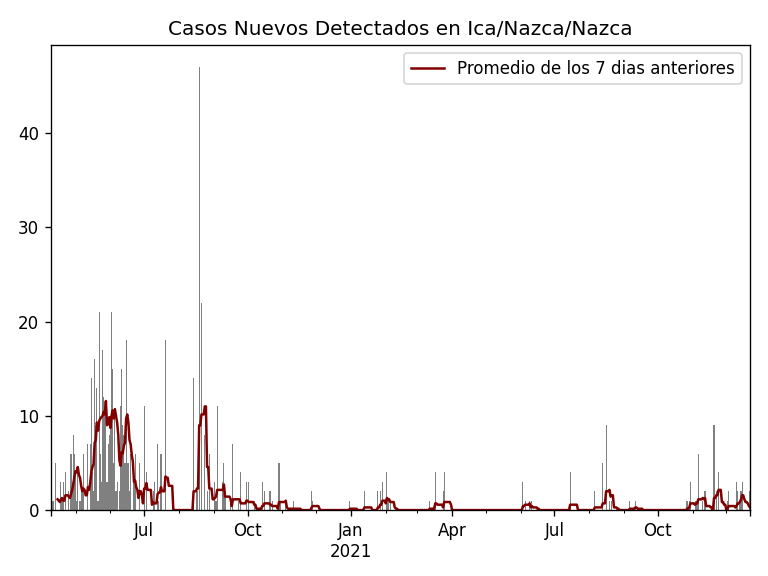 Casos Nuevos Detectados en Ica/Nazca/Nazca
Promedio de los 7 dias anteriores
40
30
20
10
0
Jul Oct Jan Apr Jul Oct
2021